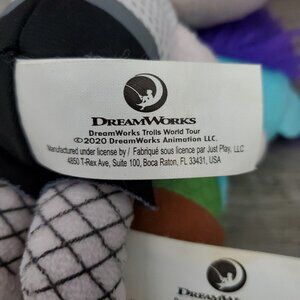 DREAMWORKS
DreamWorks Trolls World Tour
©2020 DreamWorks Animation LLC.
Manufactured under license by / Fabriqué sous licence par Just Play, LLC
4850 T-Rex Ave, Suite 100, Boca Raton, FL 33431, USA
DREAMWORKS